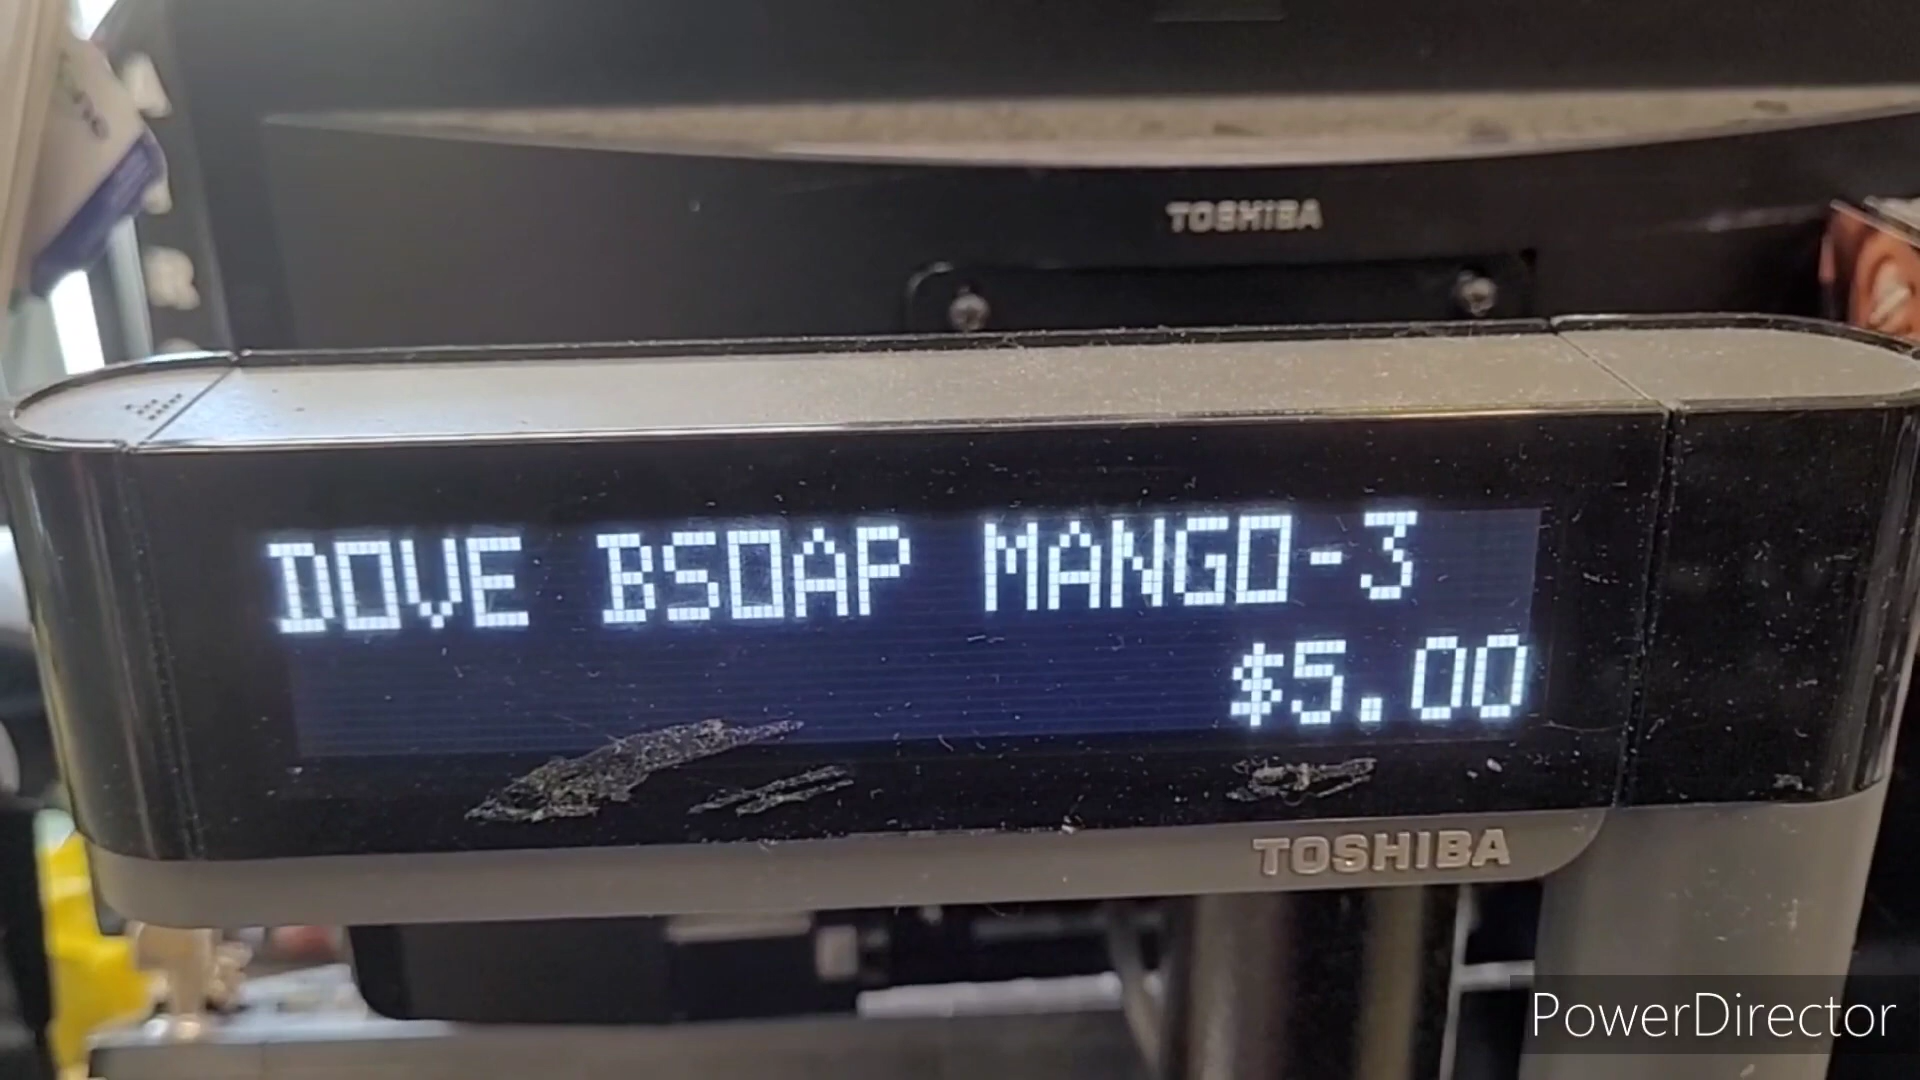 TOSHIBA
DOVE BSOAP MANGO-3
$5.00
TOSHIBA
PowerDirector